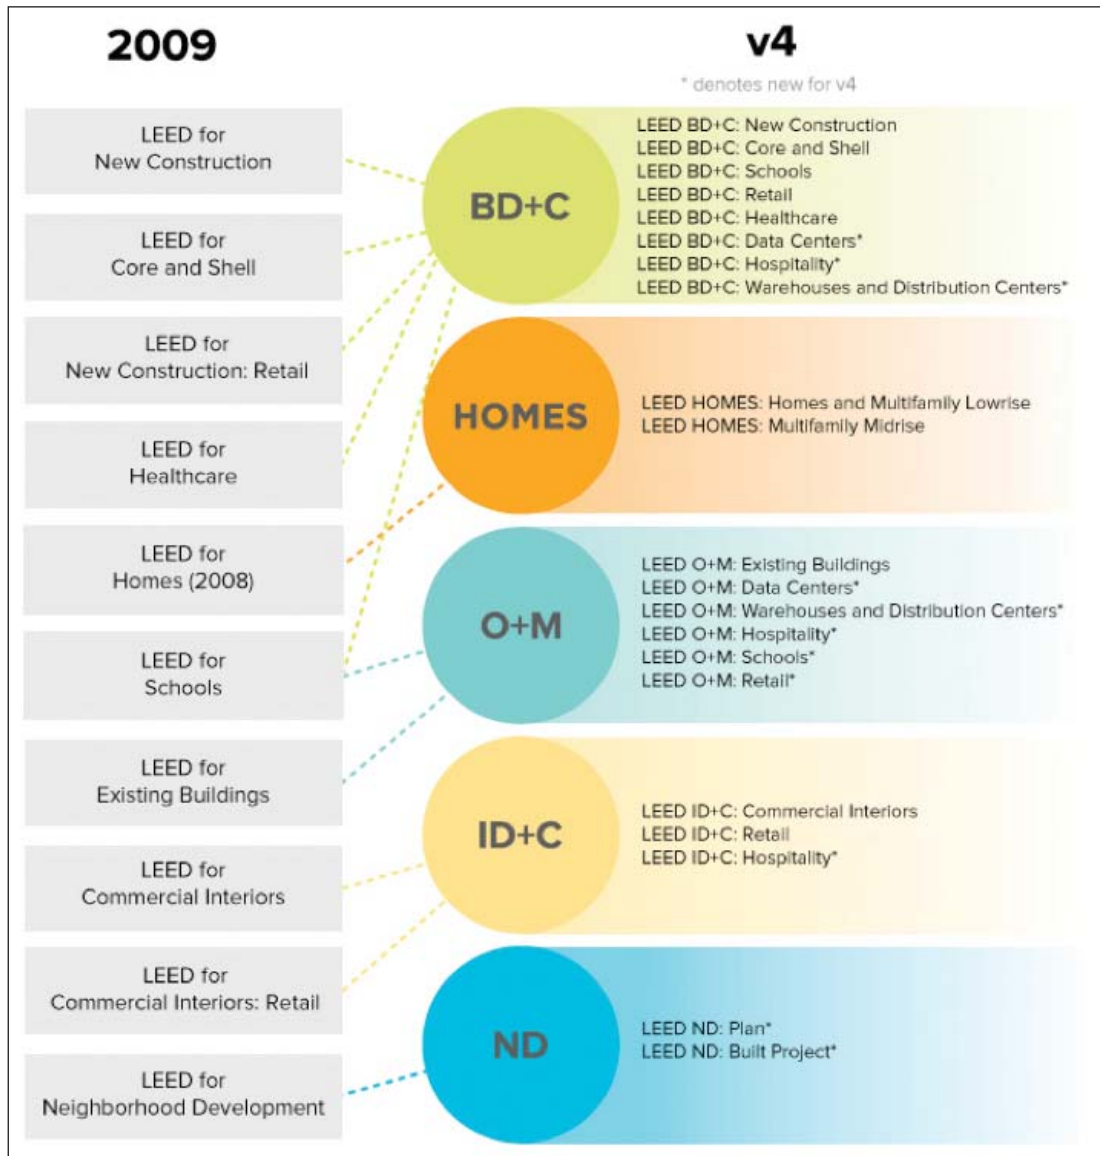 2009
v4
* denotes new for v4
LEED for
New Construction
LEED for
Core and Shell
LEED for
New Construction: Retail
LEED for
Healthcare
LEED for
Homes (2008)
LEED for
Schools
LEED for
Existing Buildings
LEED for
Commercial Interiors
LEED for
Commercial Interiors: Retail
LEED for
Neighborhood Development
BD+C
LEED BD+C: New Construction
LEED BD+C: Core and Shell
LEED BD+C: Schools
LEED BD+C: Retail
LEED BD+C: Healthcare
LEED BD+C: Data Centers*
LEED BD+C: Hospitality*
LEED BD+C: Warehouses and Distribution Centers*
HOMES
LEED HOMES: Homes and Multifamily Lowrise
LEED HOMES: Multifamily Midrise
O+M
LEED O+M: Existing Buildings
LEED O+M: Data Centers*
LEED O+M: Warehouses and Distribution Centers*
LEED O+M: Hospitality*
LEED O+M: Schools*
LEED O+M: Retail*
ID+C
LEED ID+C: Commercial Interiors
LEED ID+C: Retail
LEED ID+C: Hospitality*
ND
LEED ND: Plan*
LEED ND: Built Project*